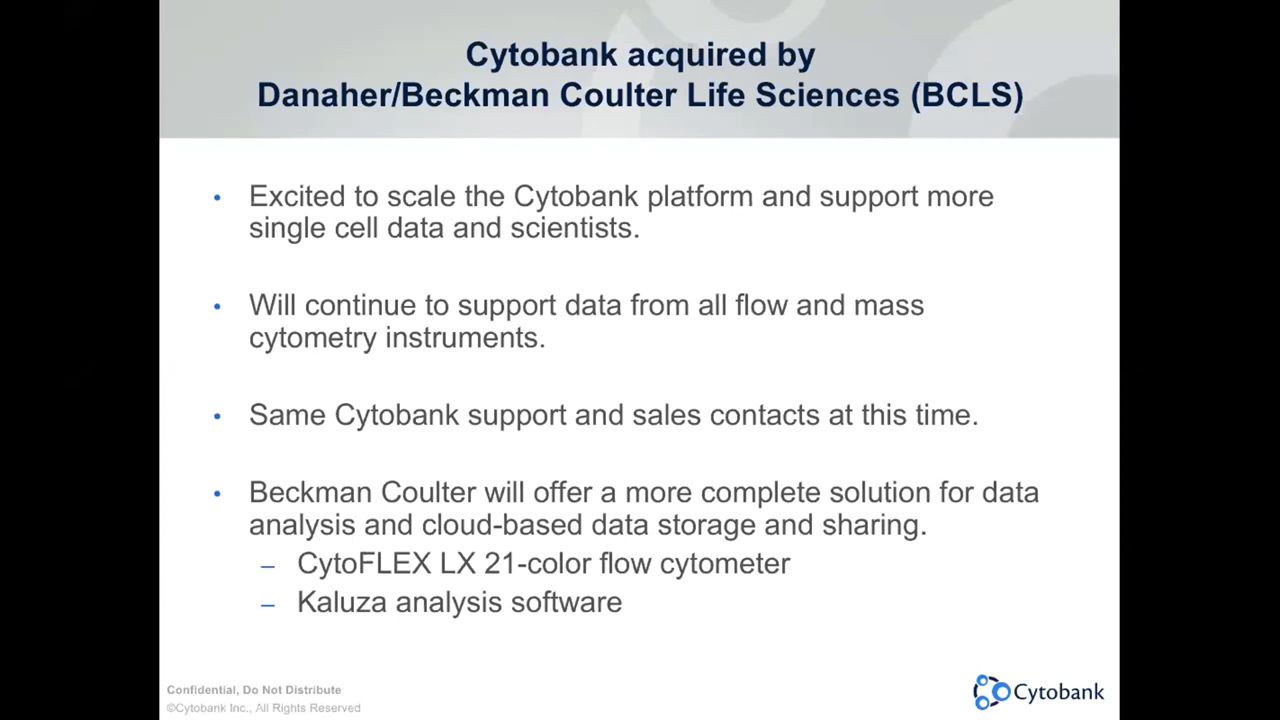 Cytobank acquired by
Danaher/Beckman Coulter Life Sciences (BCLS)
• Excited to scale the Cytobank platform and support more
single cell data and scientists.
• Will continue to support data from all flow and mass
cytometry instruments.
• Same Cytobank support and sales contacts at this time.
• Beckman Coulter will offer a more complete solution for data
analysis and cloud-based data storage and sharing.
– CytoFLEX LX 21-color flow cytometer
– Kaluza analysis software
Confidential, Do Not Distribute
©Cytobank Inc., All Rights Reserved
Cytobank